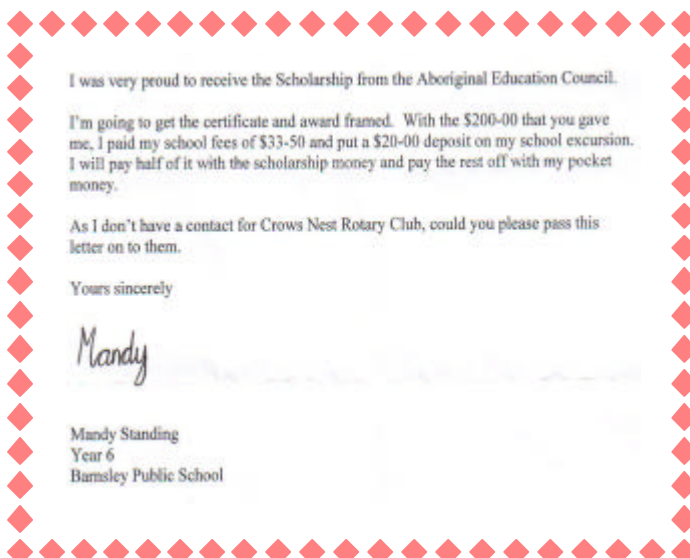 I was very proud to receive the Scholarship from the Aboriginal Education Council.
I'm going to get the certificate and award framed. With the $200-00 that you gave
me, I paid my school fees of $33-50 and put a $20-00 deposit on my school excursion.
I will pay half of it with the scholarship money and pay the rest off with my pocket
money.
As I don't have a contact for Crows Nest Rotary Club, could you please pass this
letter on to them.
Yours sincerely
Mandy
Mandy Standing
Year 6
Barnsley Public School